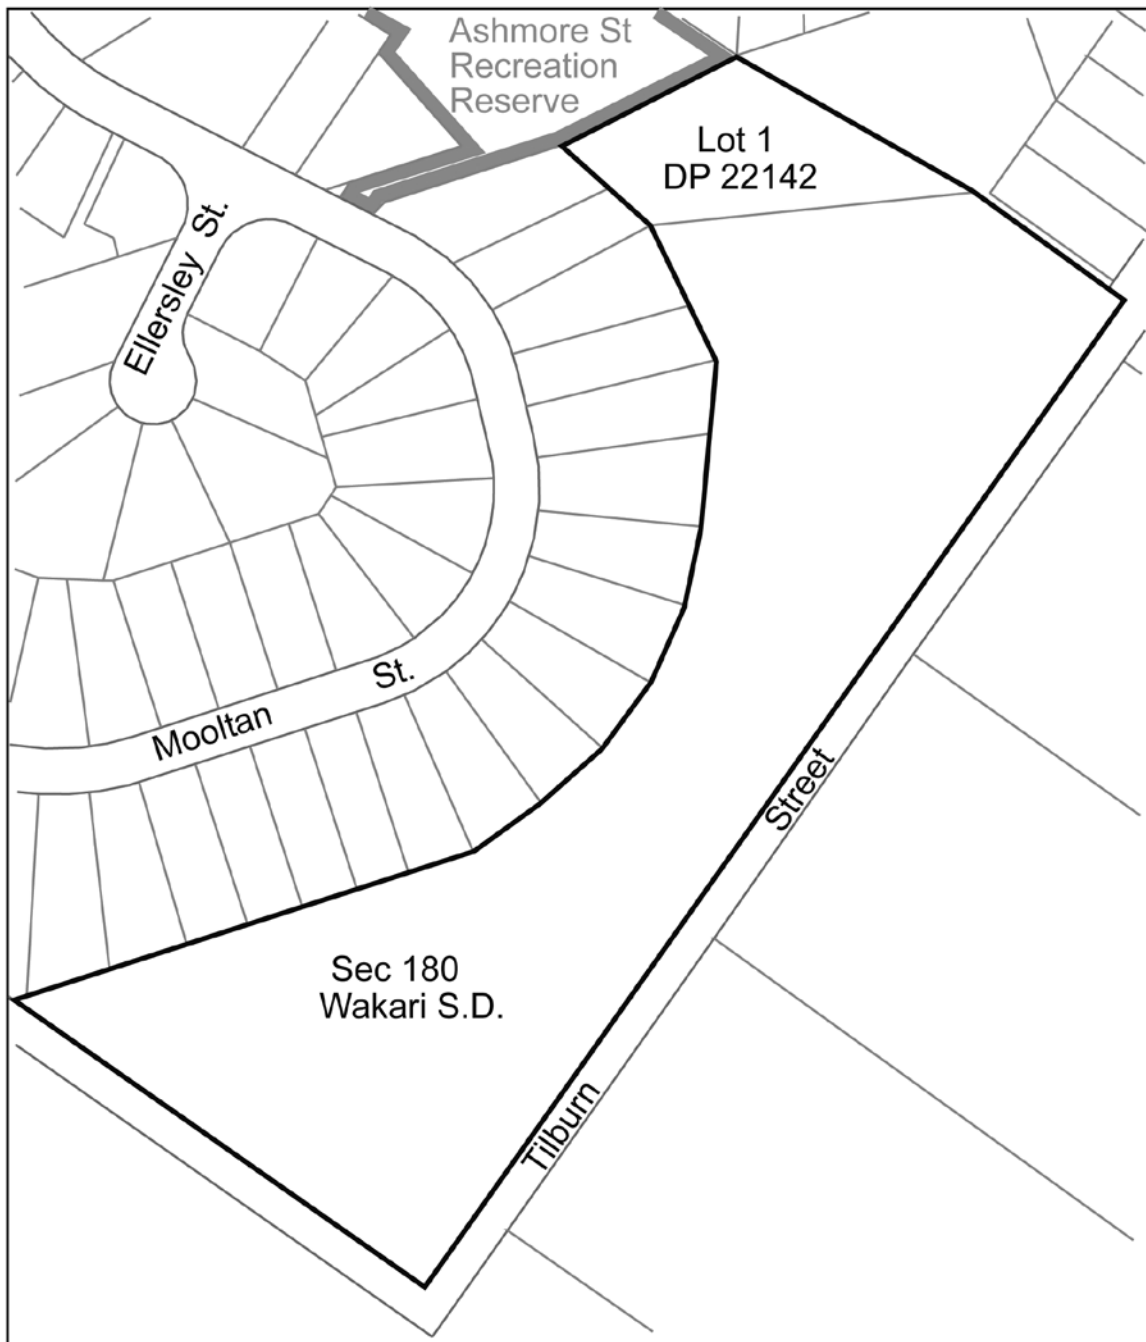 Ashmore St
Recreation
Reserve
Lot 1
DP 22142
Ellersley St.
Mooltan St.
Street
Tilburn
Sec 180
Wakari S.D.